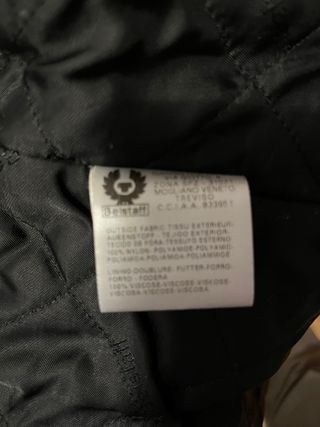 ZONA
MOGLIANO VENETO
TREVISO
C.C.I.A.A.
Belstaff
OUTSIDE FABRIC TISSU EXTERIEUR-
AUßENSTOFF - TEJIDO EXTERIOR-
TECIDO DE FORA-TESSUTO ESTERNO
100% NYLON-POLYAMIDE-POLYAMID-
POLIAMIDA-POLIAMIDA-POLIAMMIDE
LINING-DOUBLURE-FUTTER-FORRO-
FORRO - FODERA
100% VISCOSE-VISCOSE-VISKOSE-
VISCOSA-VISCOSE-VISCOSA